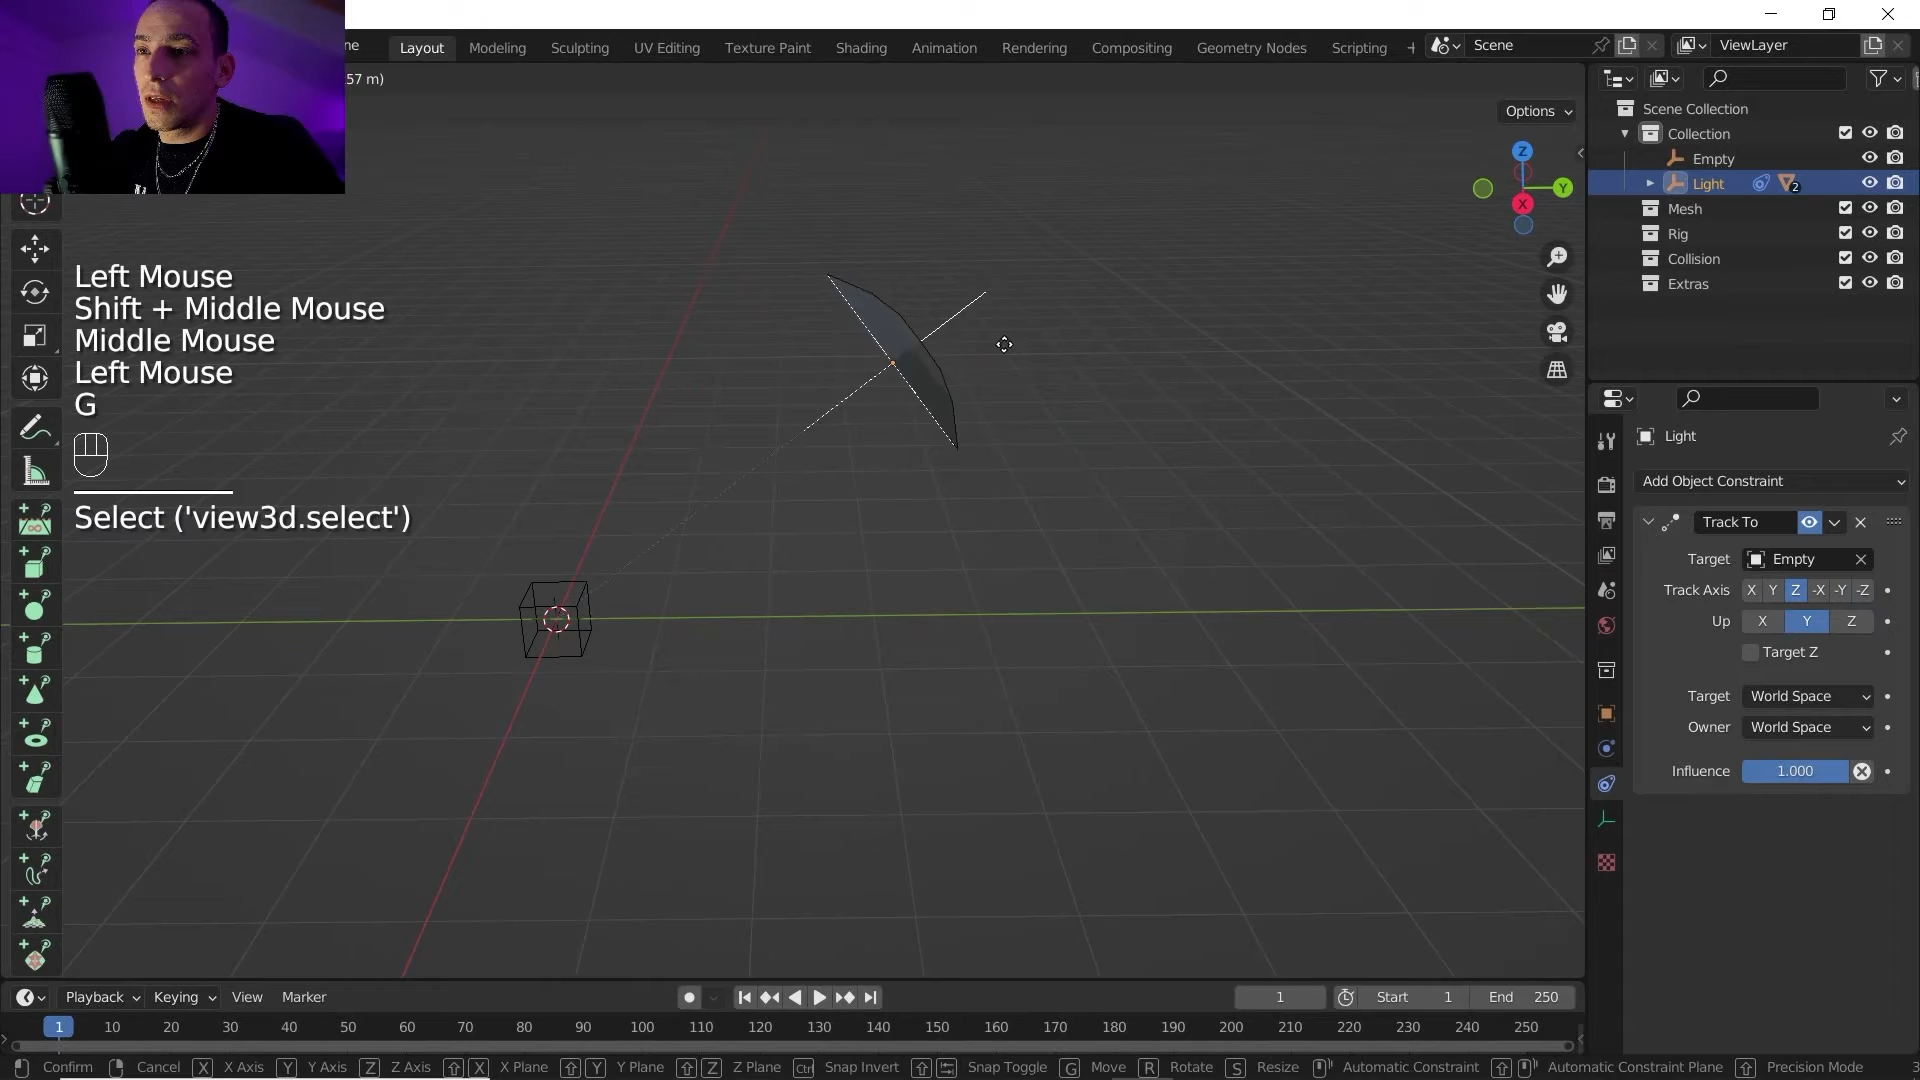 ne
Layout
Modeling
Sculpting
UV Editing
Texture Paint
Shading
Animation
Rendering
Compositing
Geometry Nodes
Scripting
Scene
ViewLayer
57 m)
Options
Z
Y
X
Left Mouse
Shift + Middle Mouse
Middle Mouse
Left Mouse
G
Select ('view3d.select')
Scene Collection
Collection
Empty
Light 2
Mesh
Rig
Collision
Extras
Light
Add Object Constraint
Track To
Target Empty
Track Axis X Y Z -X -Y -Z
Up X Y Z
Target Z
Target World Space
Owner World Space
Influence 1.000
Playback Keying View Marker 1 Start 1 End 250
1 10 20 30 40 50 60 70 80 90 100 110 120 130 140 150 160 170 180 190 200 210 220 230 240 250
Confirm Cancel X X Axis Y Y Axis Z Z Axis X X Plane Y Y Plane Z Z Plane Ctrl Snap Invert Snap Toggle G Move R Rotate S Resize Automatic Constraint Automatic Constraint Plane Precision Mode